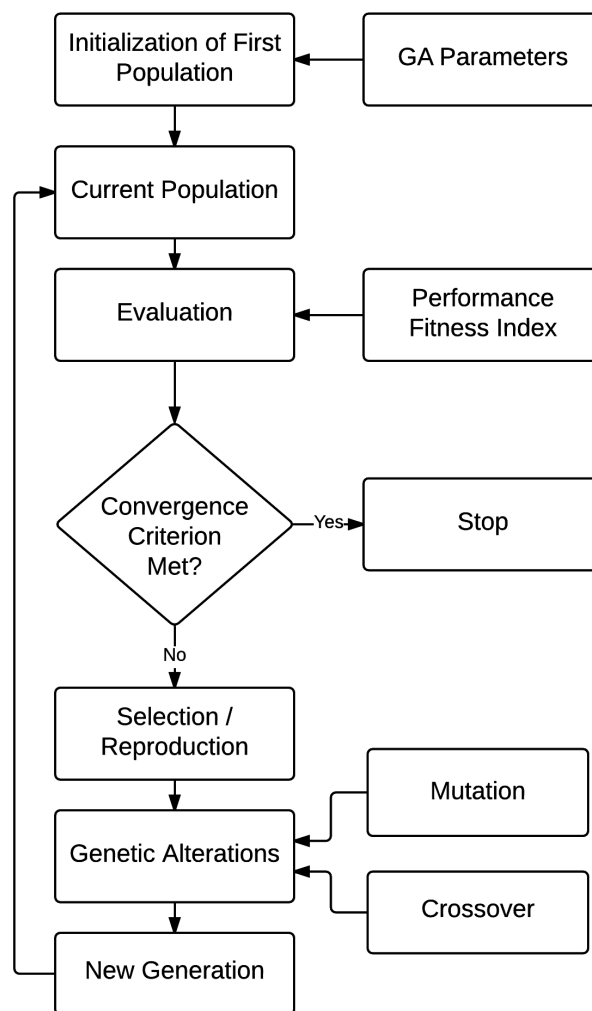 Initialization of First
Population
GA Parameters
Current Population
Evaluation
Performance
Fitness Index
Convergence
Criterion
Met?
Yes
Stop
No
Selection /
Reproduction
Mutation
Genetic Alterations
Crossover
New Generation